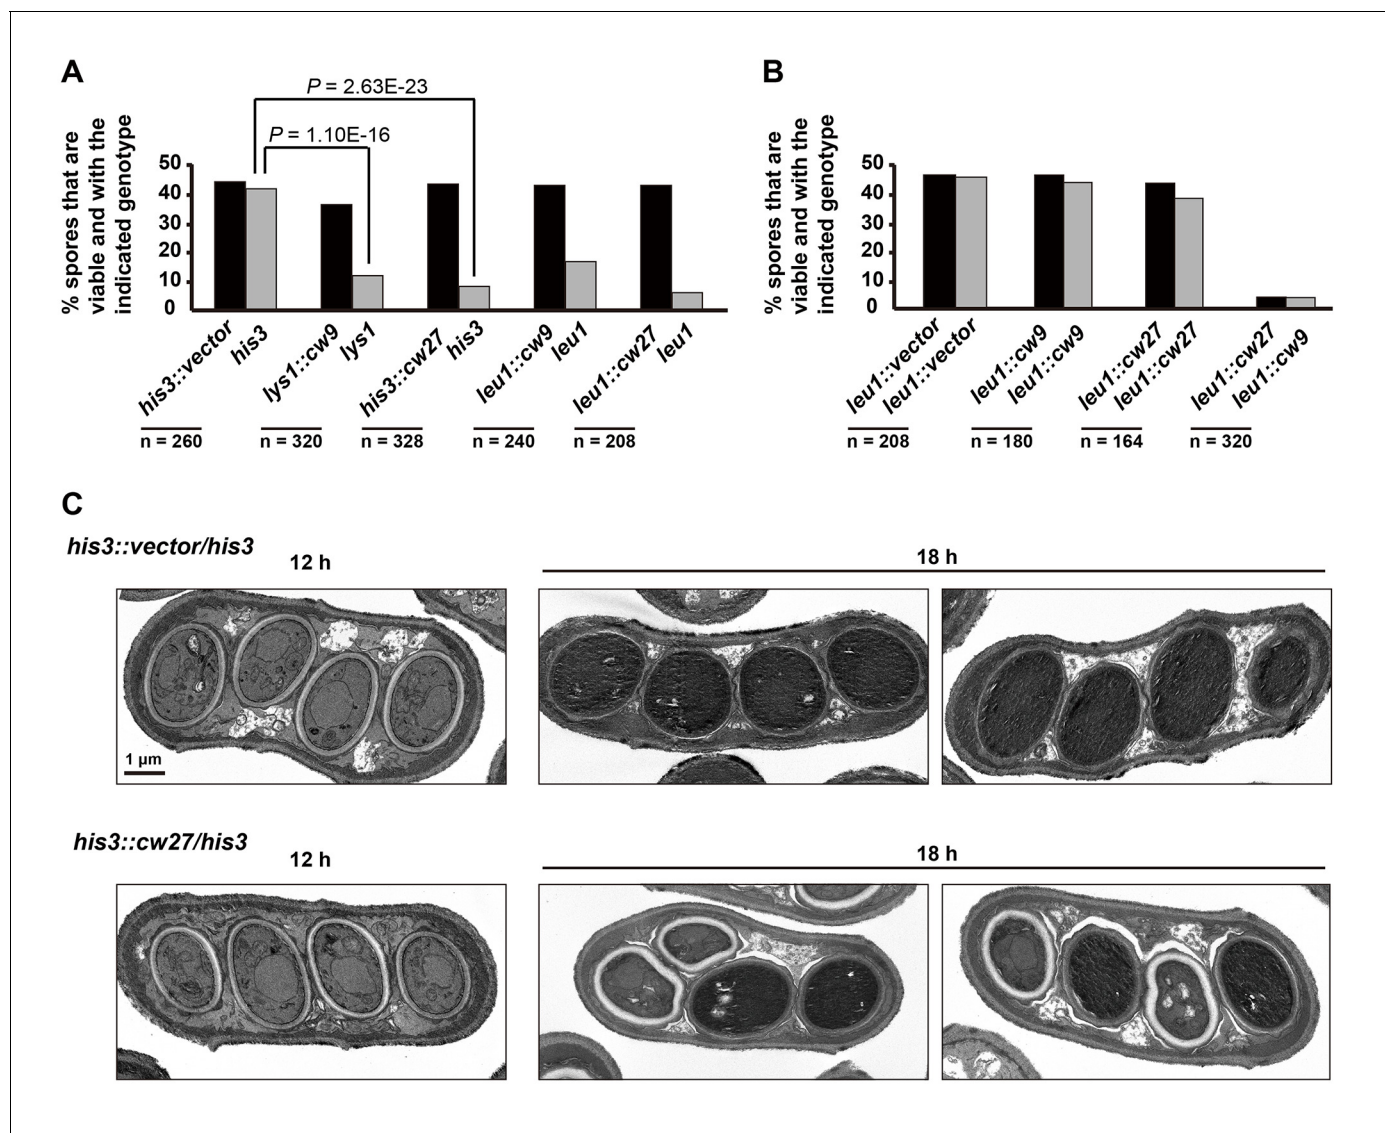 A
P = 2.63E-23
P = 1.10E-16
% spores that are
viable and with the
indicated genotype
50
40
30
20
10
0
his3::vector
his3
lys1::cw9
lys1
his3::cw27
his3
leu1::cw9
leu1
leu1::cw27
leu1
n = 260
n = 320
n = 328
n = 240
n = 208
B
% spores that are
viable and with the
indicated genotype
50
40
30
20
10
0
leu1::vector
leu1::vector
leu1::cw9
leu1::cw9
leu1::cw27
leu1::cw27
leu1::cw27
leu1::cw9
n = 208
n = 180
n = 164
n = 320
C
his3::vector/his3
12 h
18 h
1 µm
his3::cw27/his3
12 h
18 h